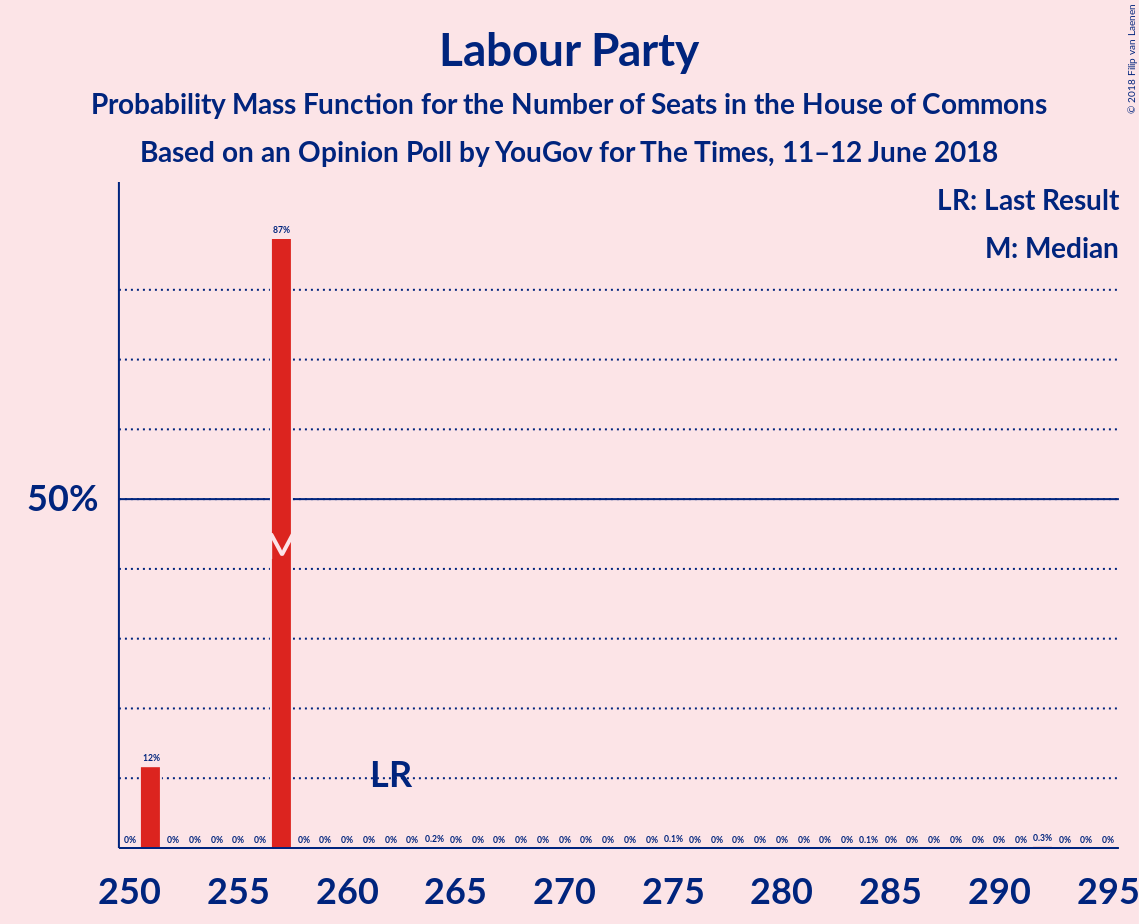 Labour Party
Probability Mass Function for the Number of Seats in the House of Commons
Based on an Opinion Poll by YouGov for The Times, 11–12 June 2018
© 2018 Filip van Laenen
LR: Last Result
M: Median
87%
50%
M
12%
LR
0% 0% 0% 0% 0% 0% 0% 0% 0% 0% 0% 0% 0.2% 0% 0% 0% 0% 0% 0% 0% 0% 0% 0% 0.1% 0% 0% 0% 0% 0% 0% 0% 0% 0.1% 0% 0% 0% 0% 0% 0% 0% 0.3% 0% 0% 0%
250 255 260 265 270 275 280 285 290 295